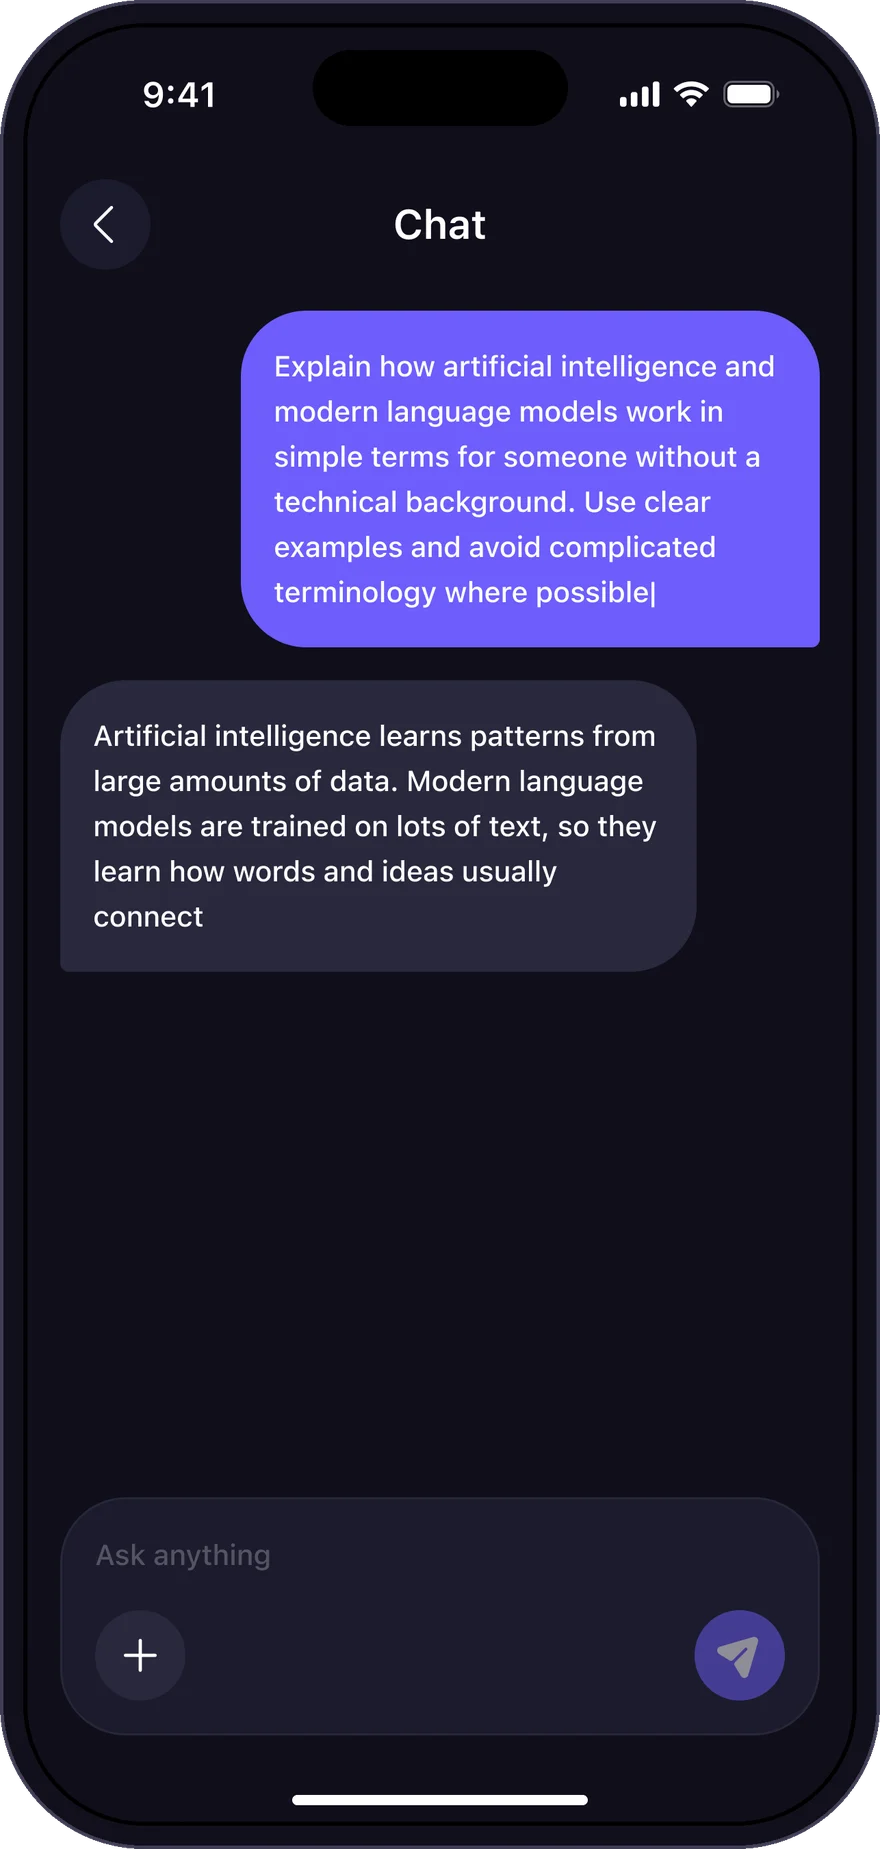 9:41
Chat
Explain how artificial intelligence and
modern language models work in
simple terms for someone without a
technical background. Use clear
examples and avoid complicated
terminology where possible|
Artificial intelligence learns patterns from
large amounts of data. Modern language
models are trained on lots of text, so they
learn how words and ideas usually
connect
Ask anything